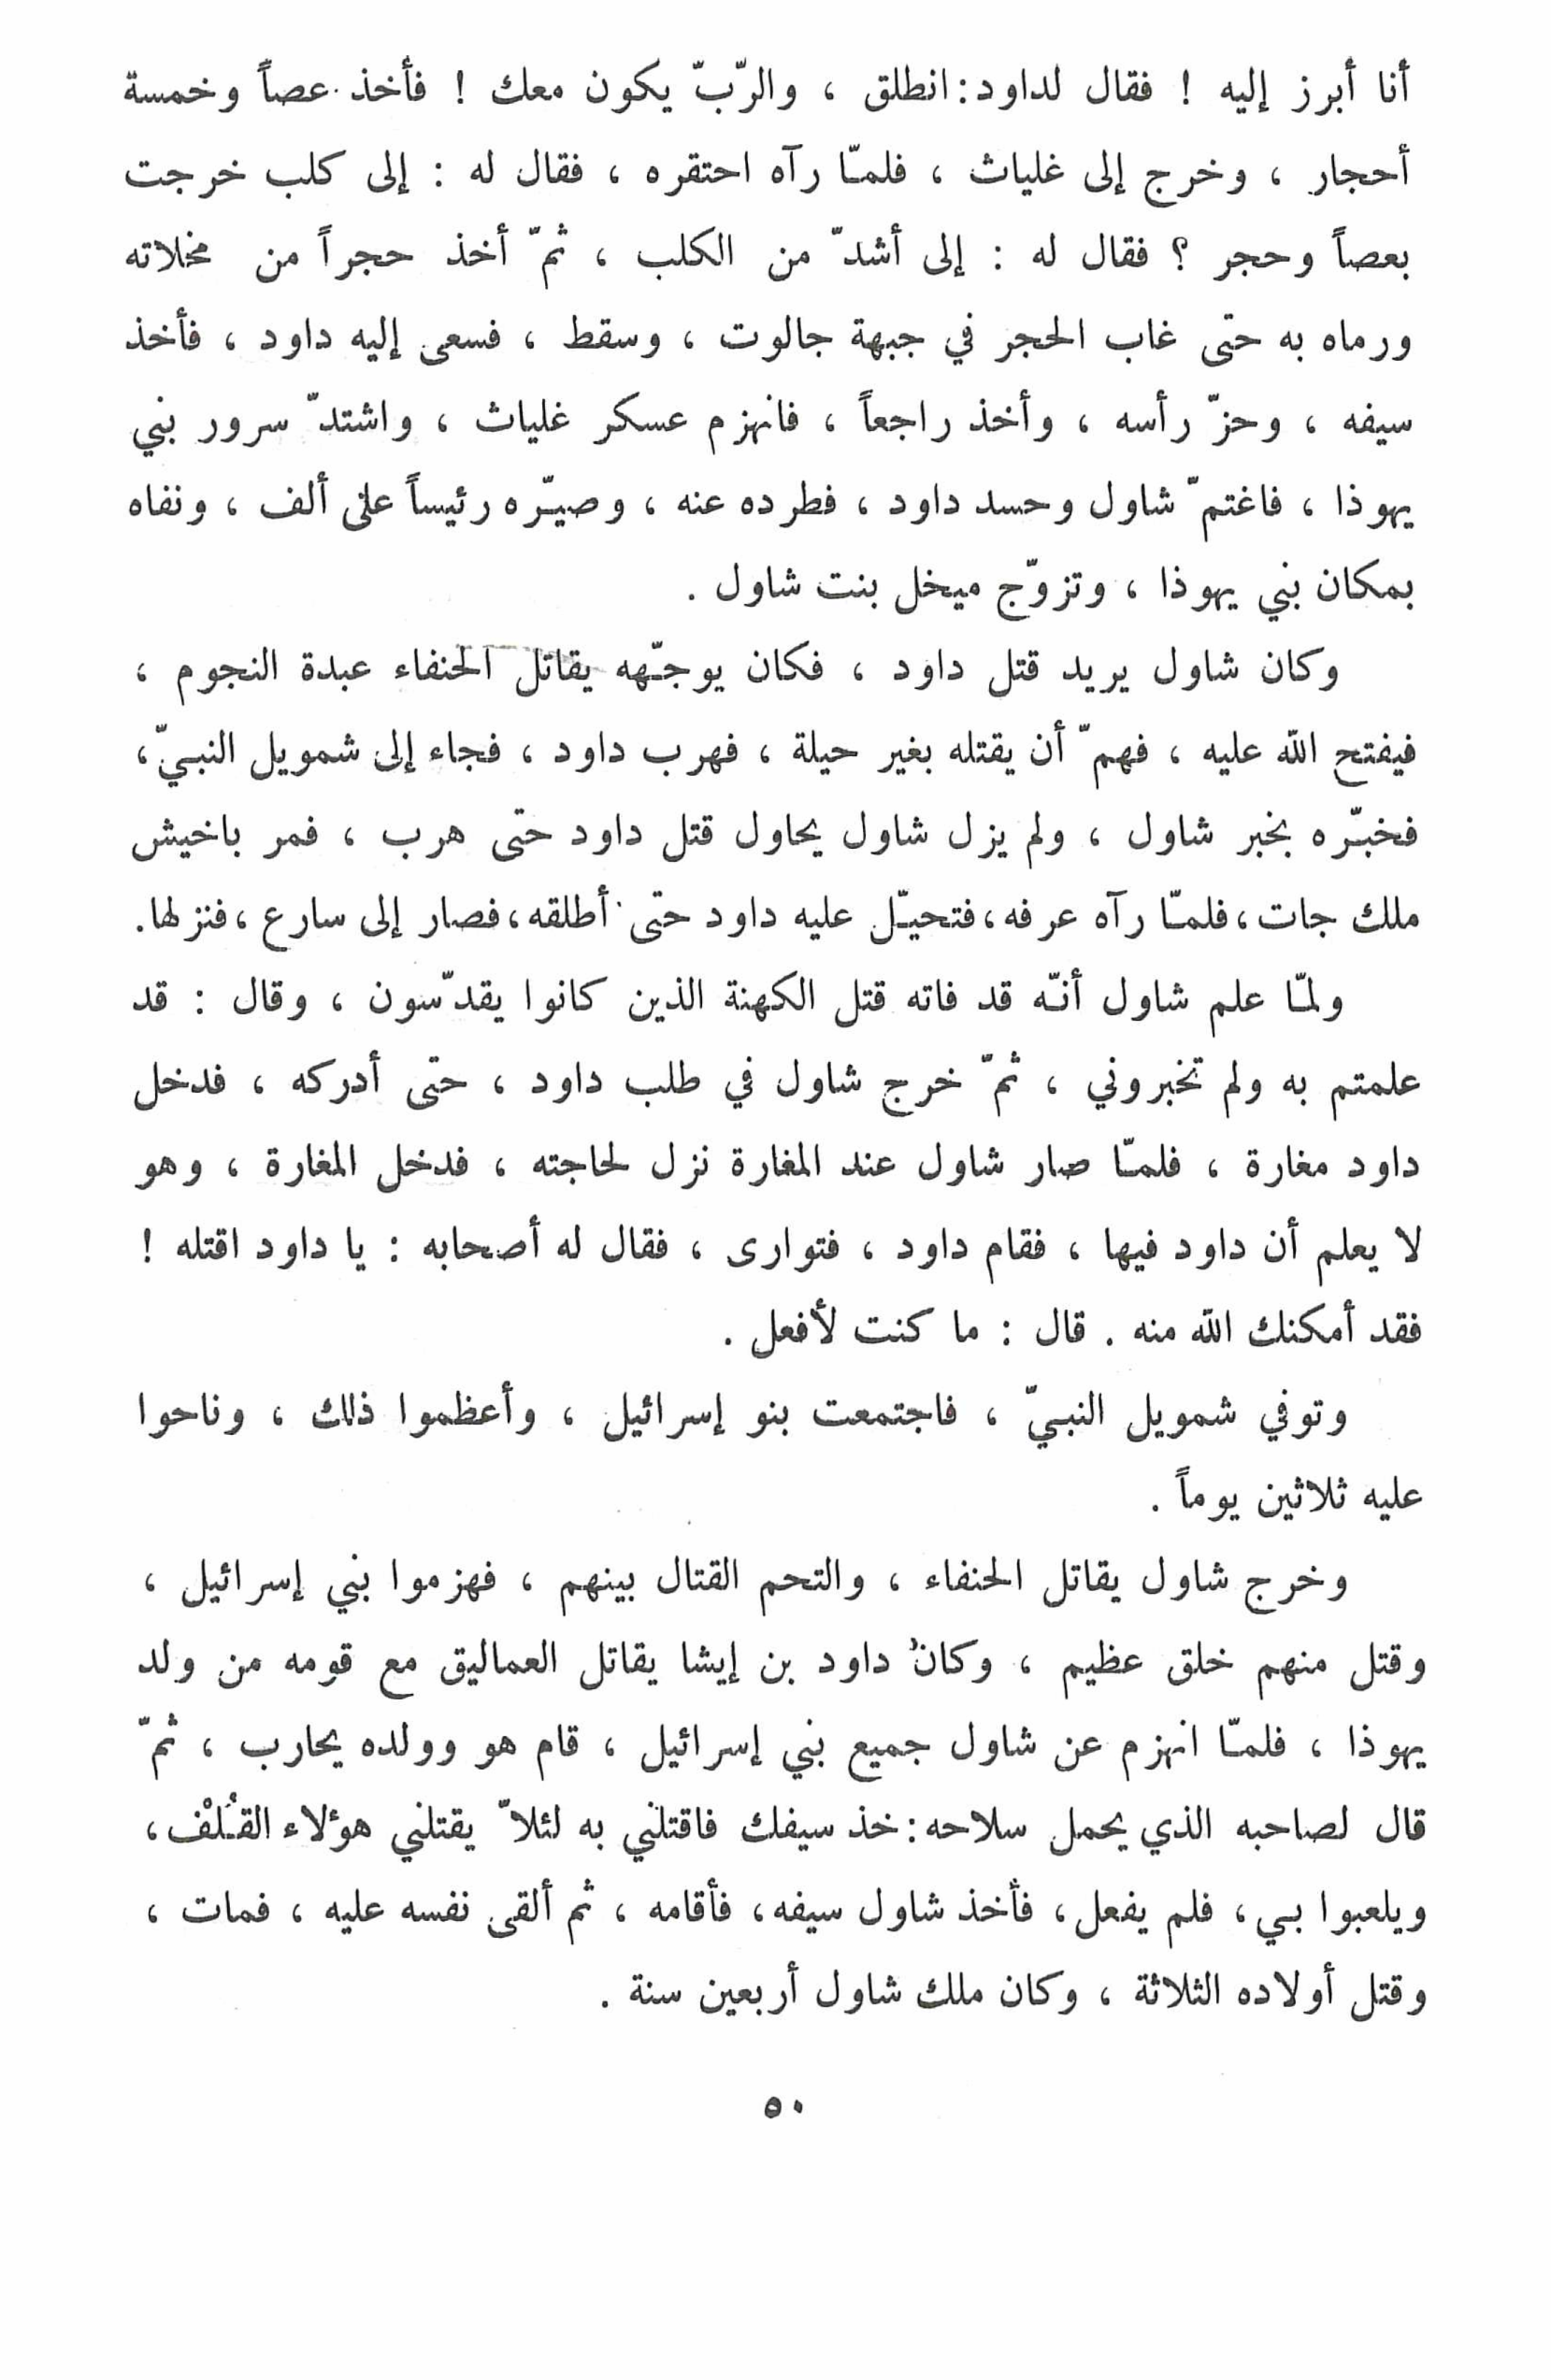 أنا أبرز إليه ! فقال لداود : انطلق ، والرّبّ يكون معك ! فأخذ عصاً وخمسة
أحجار ، وخرج إلى غلياث ، فلمّا رآه احتقره ، فقال له : إلى كلب خرجت
بعصاً وحجر ؟ فقال له : إلى أشدّ من الكلب ، ثمّ أخذ حجراً من مخلاته
ورماه به حتى غاب الحجر في جبهة جالوت ، وسقط ، فسعى إليه داود ، فأخذ
سيفه ، وحزّ رأسه ، وأخذ راجعاً ، فانهزم عسكر غلياث ، واشتدّ سرور بني
يهوذا ، فاغتمّ شاول وحسد داود ، فطرده عنه ، وصيّره رئيساً على ألف ، ونفاه
بمكان بني يهوذا ، وتزوّج ميخل بنت شاول .
وكان شاول يريد قتل داود ، فكان يوجّهه يقاتل الحنفاء عبدة النجوم ،
فيفتح الله عليه ، فهمّ أن يقتله بغير حيلة ، فهرب داود ، فجاء إلى شمويل النبيّ ،
فخبّره بخبر شاول ، ولم يزل شاول يحاول قتل داود حتى هرب ، فمر باخيش
ملك جات ، فلمّا رآه عرفه ، فتحيّل عليه داود حتى أطلقه ، فصار إلى سارع ، فنزلها .
ولمّا علم شاول أنّه قد فاته قتل الكهنة الذين كانوا يقدّسون ، وقال : قد
علمتم به ولم تخبروني ، ثمّ خرج شاول في طلب داود ، حتى أدركه ، فدخل
داود مغارة ، فلمّا صار شاول عند المغارة نزل لحاجته ، فدخل المغارة ، وهو
لا يعلم أن داود فيها ، فقام داود ، فتوارى ، فقال له أصحابه : يا داود اقتله !
فقد أمكنك الله منه . قال : ما كنت لأفعل .
وتوفي شمويل النبيّ ، فاجتمعت بنو إسرائيل ، وأعظموا ذلك ، وناحوا
عليه ثلاثين يوماً .
وخرج شاول يقاتل الحنفاء ، والتحم القتال بينهم ، فهزموا بني إسرائيل ،
وقتل منهم خلق عظيم ، وكان داود بن إيشا يقاتل العماليق مع قومه من ولد
يهوذا ، فلمّا انهزم عن شاول جميع بني إسرائيل ، قام هو وولده يحارب ، ثمّ
قال لصاحبه الذي يحمل سلاحه : خذ سيفك فاقتلني به لئلاّ يقتلني هؤلاء القُلْف ،
ويلعبوا بي ، فلم يفعل ، فأخذ شاول سيفه ، فأقامه ، ثم ألقى نفسه عليه ، فمات ،
وقتل أولاده الثلاثة ، وكان ملك شاول أربعين سنة .
٥٠